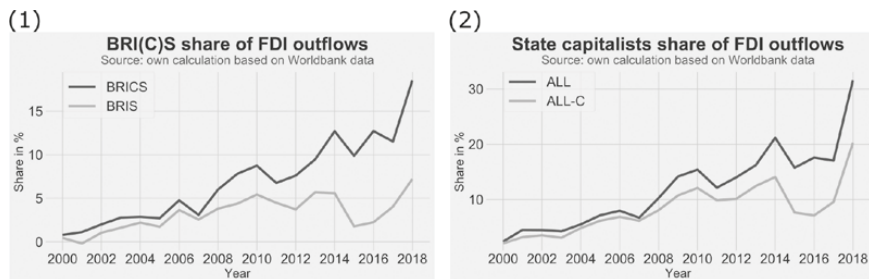 (1)
BRI(C)S share of FDI outflows
Source: own calculation based on Worldbank data
BRICS
BRIS
Share in %
15
10
5
0
2000 2002 2004 2006 2008 2010 2012 2014 2016 2018
Year
(2)
State capitalists share of FDI outflows
Source: own calculation based on Worldbank data
ALL
ALL-C
Share in %
30
20
10
2000 2002 2004 2006 2008 2010 2012 2014 2016 2018
Year